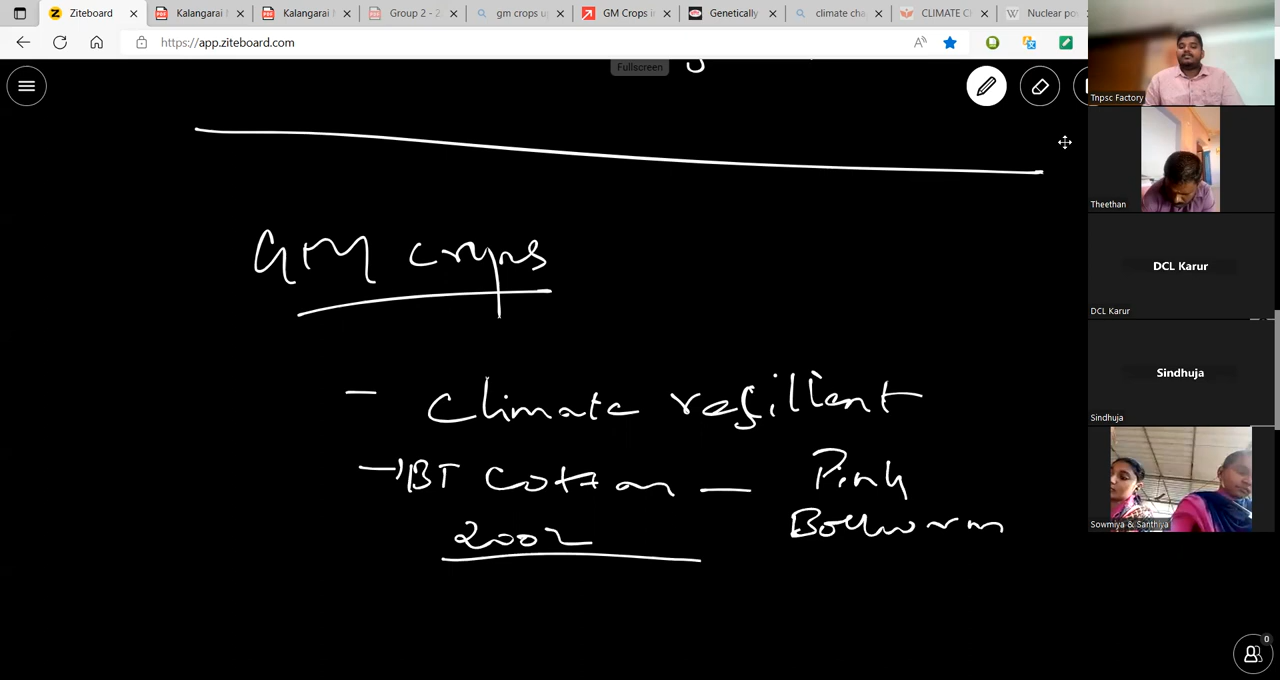 Ziteboard
Kalangarai
Kalangarai
Group 2 - 2
gm crops u
GM Crops i
Genetically
climate cha
CLIMATE C
Nuclear po
https://app.ziteboard.com
Fullscreen
GM crops
- Climate resilient
→ BT Cotton — Pink
Bollworm
2002
Tnpsc Factory
Theethan
DCL Karur
DCL Karur
Sindhuja
Sindhuja
Sowmiya & Santhiya
0